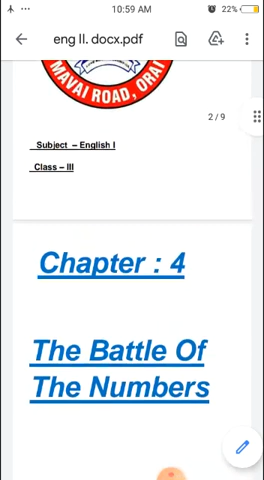 10:59 AM
22%
eng II. docx.pdf
MAVAI ROAD, ORAI
2 / 9
Subject – English I
Class – III
Chapter : 4
The Battle Of
The Numbers